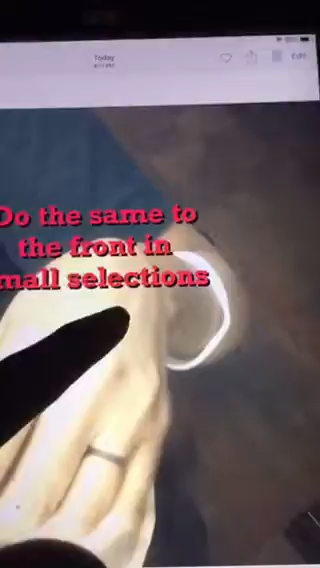 Today
Edit
Do the same to
the front in
mall selections